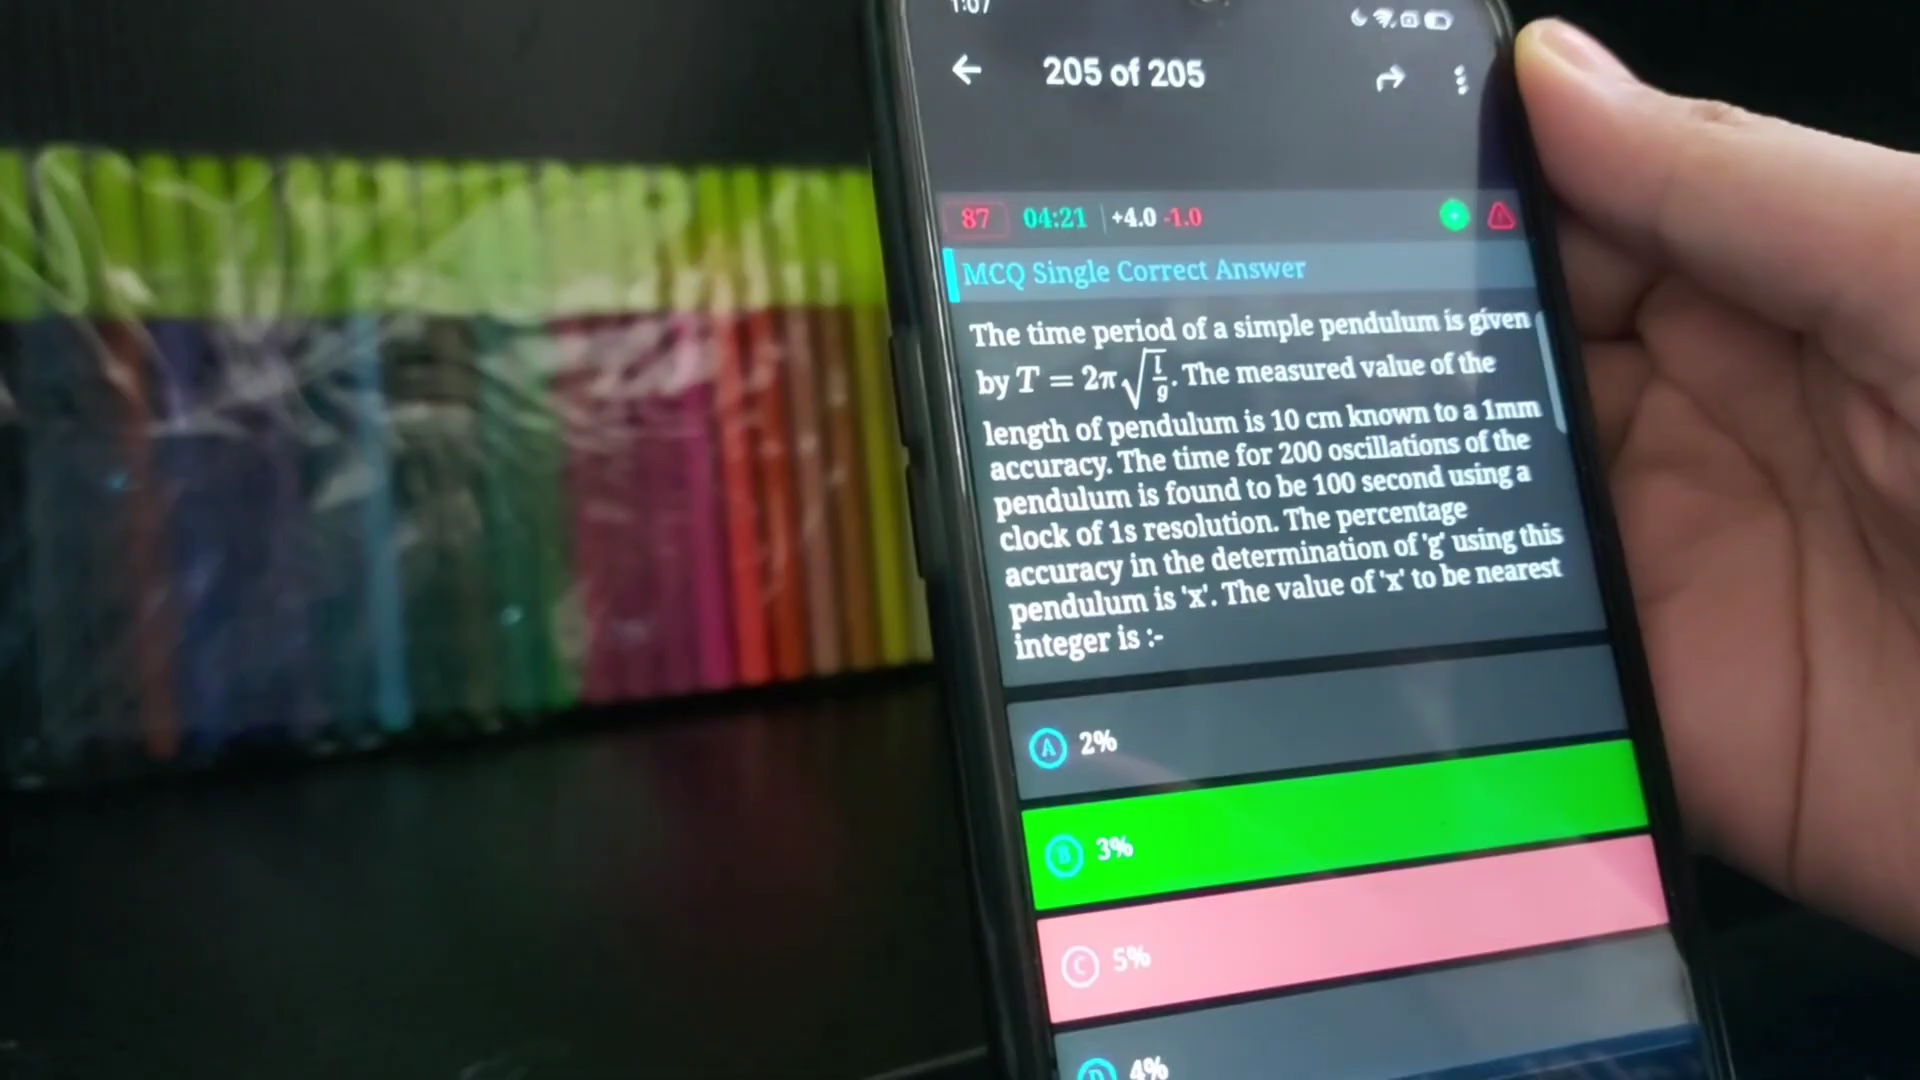 1:07
205 of 205
87 04:21 +4.0 -1.0
MCQ Single Correct Answer
The time period of a simple pendulum is given
by T = 2π√(l/g). The measured value of the
length of pendulum is 10 cm known to a 1mm
accuracy. The time for 200 oscillations of the
pendulum is found to be 100 second using a
clock of 1s resolution. The percentage
accuracy in the determination of 'g' using this
pendulum is 'x'. The value of 'x' to be nearest
integer is :-
A 2%
B 3%
C 5%
D 4%